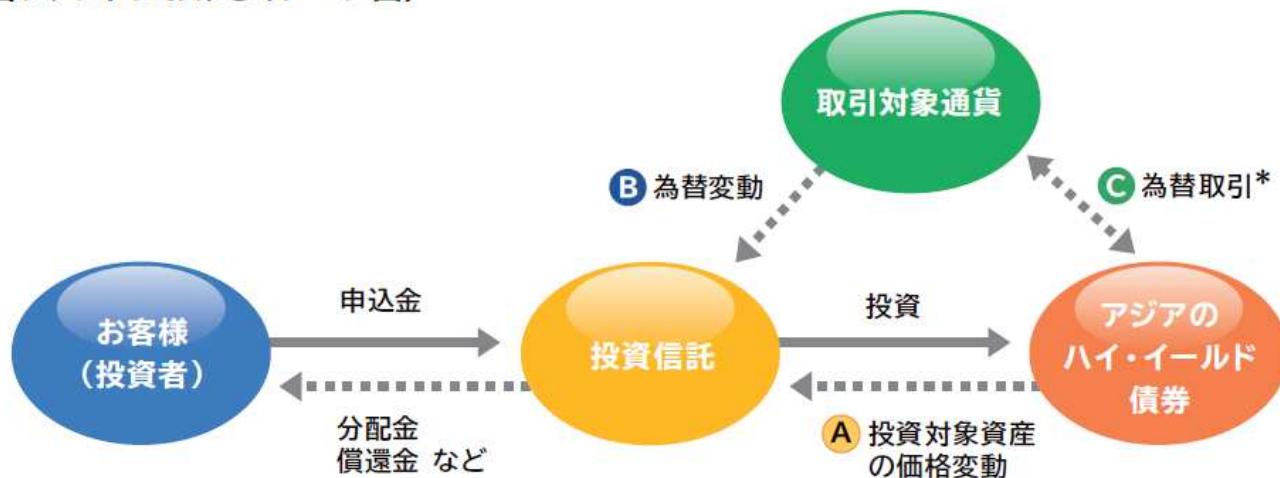 取引対象通貨
B 為替変動
C 為替取引*
お客様
（投資者）
申込金
分配金
償還金 など
投資信託
投資
A 投資対象資産
の価格変動
アジアの
ハイ・イールド
債券